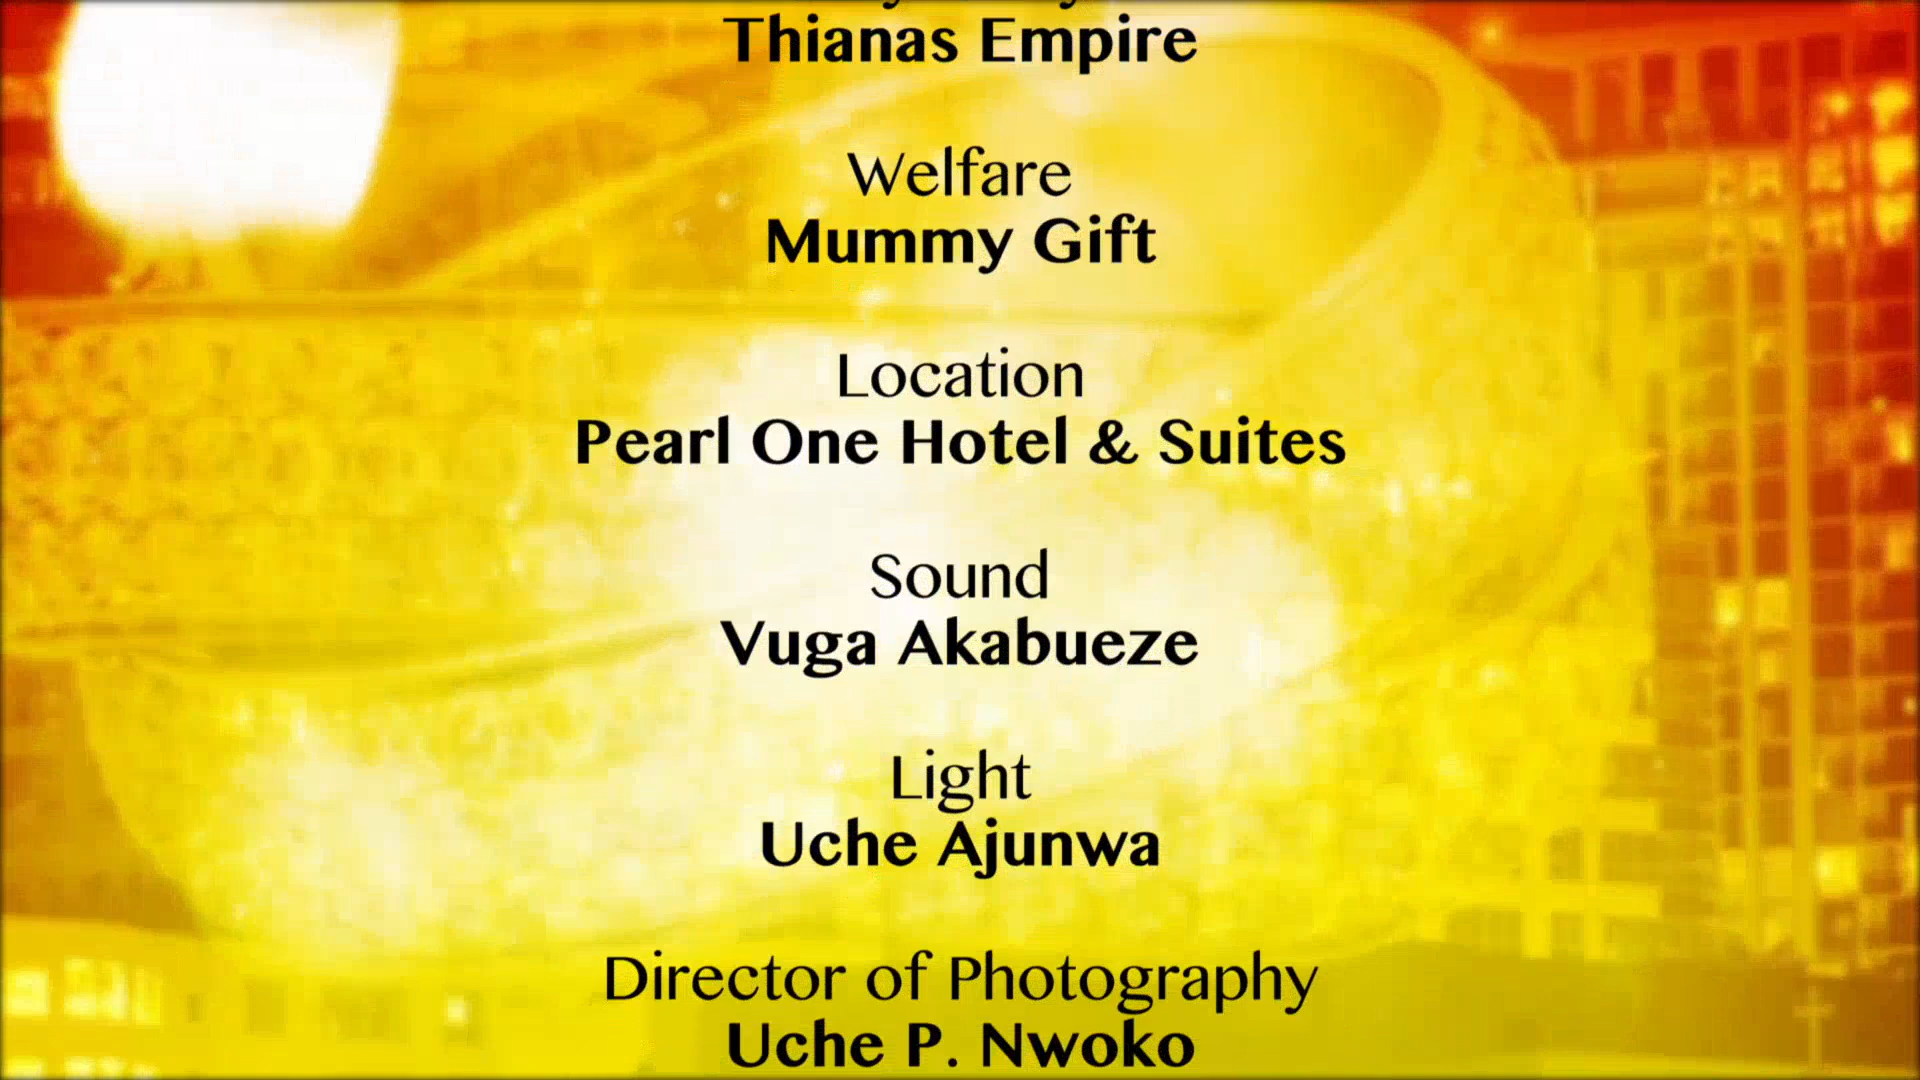 Thianas Empire
Welfare
Mummy Gift
Location
Pearl One Hotel & Suites
Sound
Vuga Akabueze
Light
Uche Ajunwa
Director of Photography
Uche P. Nwoko